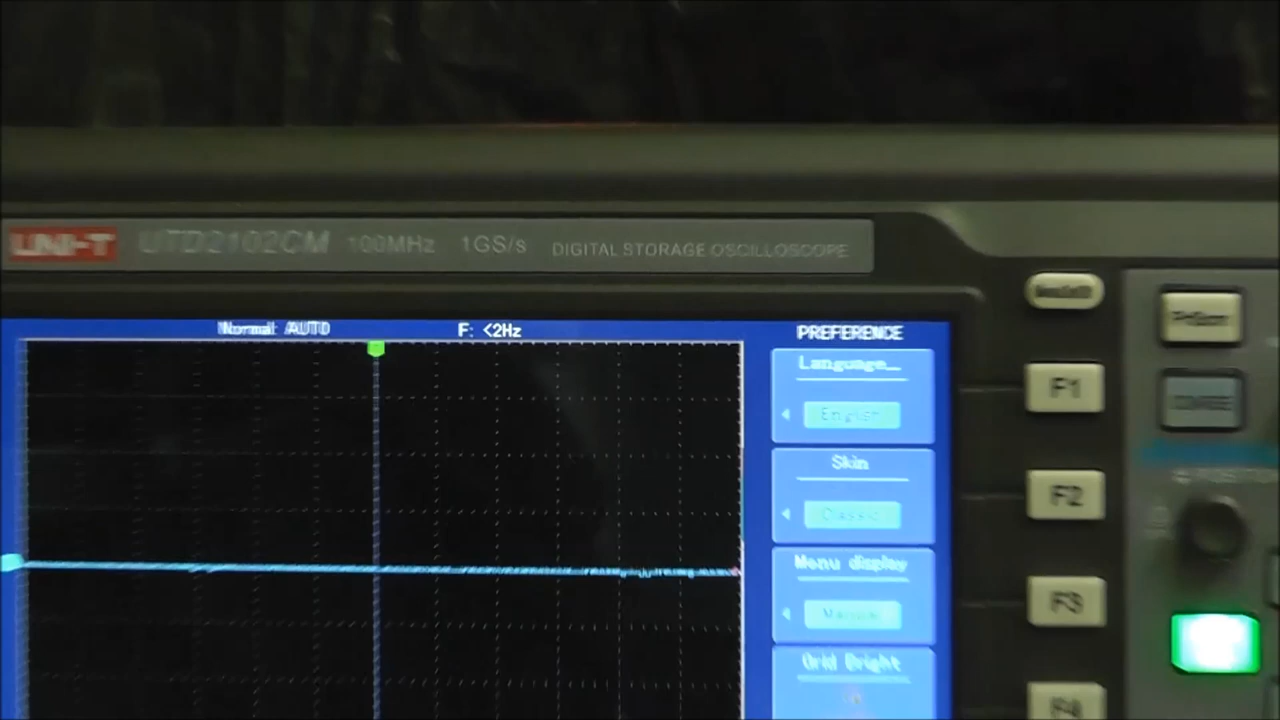 UNI-T UTD2102CM 100MHz 1GS/s DIGITAL STORAGE OSCILLOSCOPE
Normal AUTO F: <2Hz PREFERENCE
Language
English
F1
Skin
Classic
F2
Menu display
Manual
F3
Grid Bright
F4